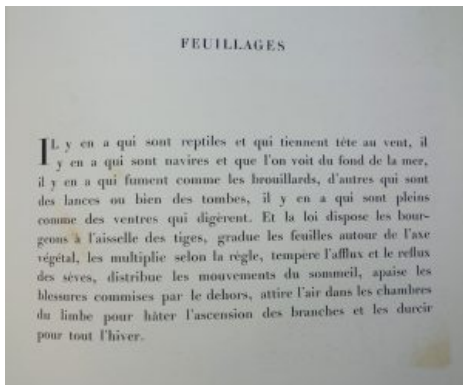 FEUILLAGES
IL y en a qui sont reptiles et qui tiennent tête au vent, il
y en a qui sont navires et que l'on voit du fond de la mer,
il y en a qui fument comme les brouillards, d'autres qui sont
des lances ou bien des tombes, il y en a qui sont pleins
comme des ventres qui digèrent. Et la loi dispose les bour-
geons à l'aisselle des tiges, gradue les feuilles autour de l'axe
végétal, les multiplie selon la règle, tempère l'afflux et le reflux
des sèves, distribue les mouvements du sommeil, apaise les
blessures commises par le dehors, attire l'air dans les chambres
du limbe pour hâter l'ascension des branches et les durcir
pour tout l'hiver.